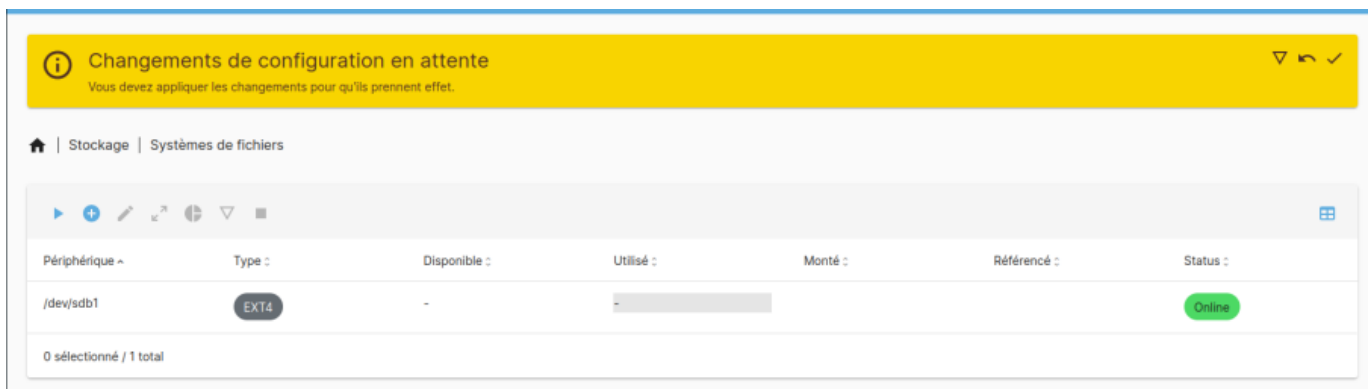 Changements de configuration en attente
Vous devez appliquer les changements pour qu'ils prennent effet.
| Stockage | Systèmes de fichiers
Périphérique Type Disponible Utilisé Monté Référencé Status
/dev/sdb1 EXT4 - - Online
0 sélectionné / 1 total